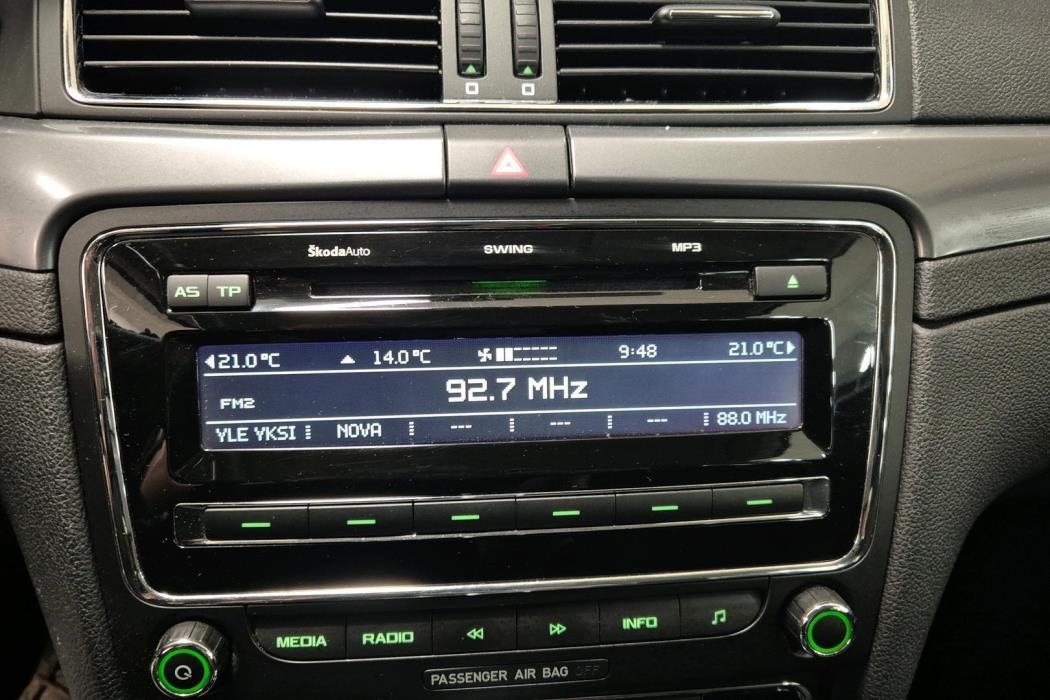 ŠkodaAuto SWING MP3
AS TP
21.0°C 14.0°C 9:48 21.0°C
92.7 MHz
FM2
YLE YKSI NOVA --- --- --- 88.0 MHz
MEDIA RADIO INFO
PASSENGER AIR BAG OFF